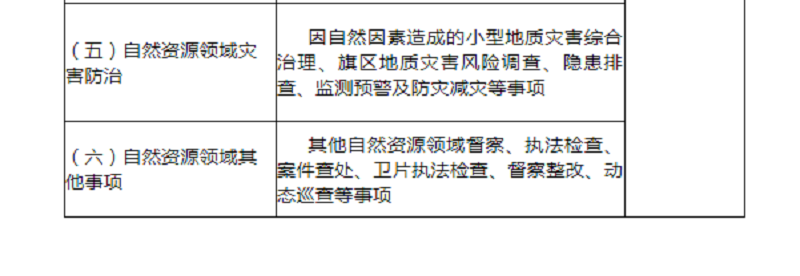 （五）自然资源领域灾
害防治
因自然因素造成的小型地质灾害综合
治理、旗区地质灾害风险调查、隐患排
查、监测预警及防灾减灾等事项
（六）自然资源领域其
他事项
其他自然资源领域督察、执法检查、
案件查处、卫片执法检查、督察整改、动
态巡查等事项